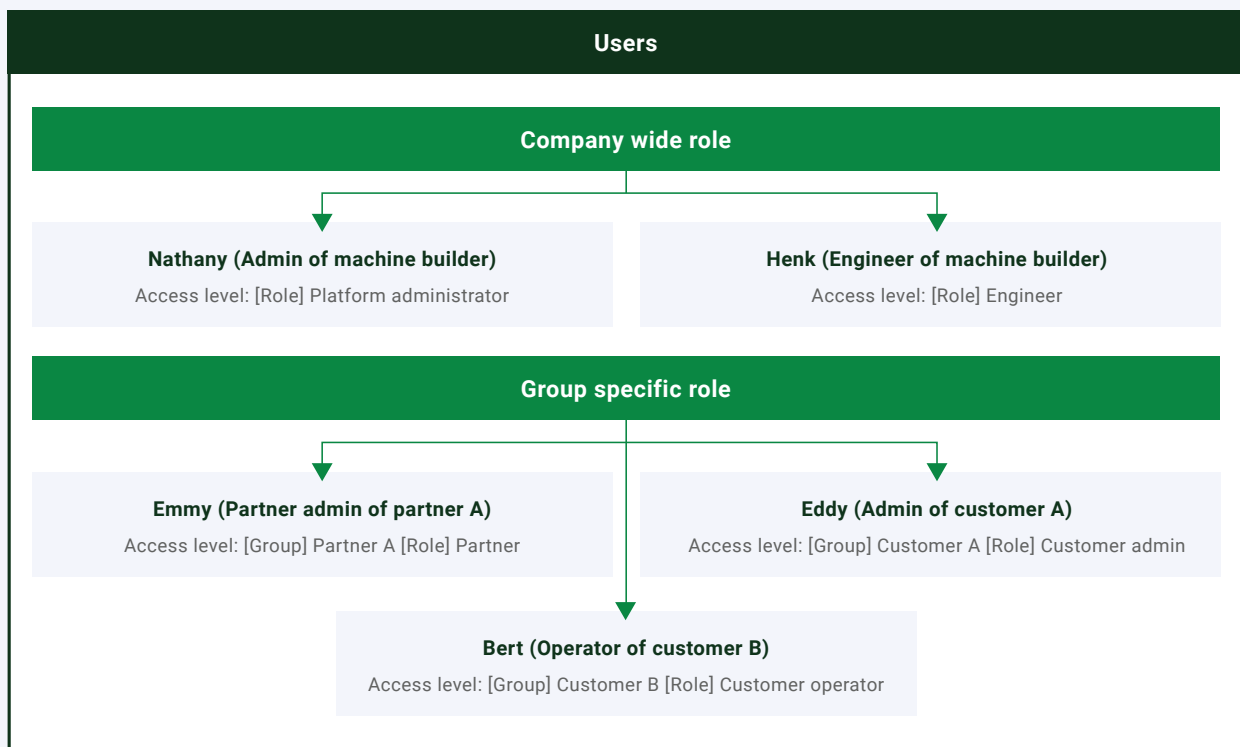 Users
Company wide role
Nathany (Admin of machine builder)
Access level: [Role] Platform administrator
Henk (Engineer of machine builder)
Access level: [Role] Engineer
Group specific role
Emmy (Partner admin of partner A)
Access level: [Group] Partner A [Role] Partner
Eddy (Admin of customer A)
Access level: [Group] Customer A [Role] Customer admin
Bert (Operator of customer B)
Access level: [Group] Customer B [Role] Customer operator